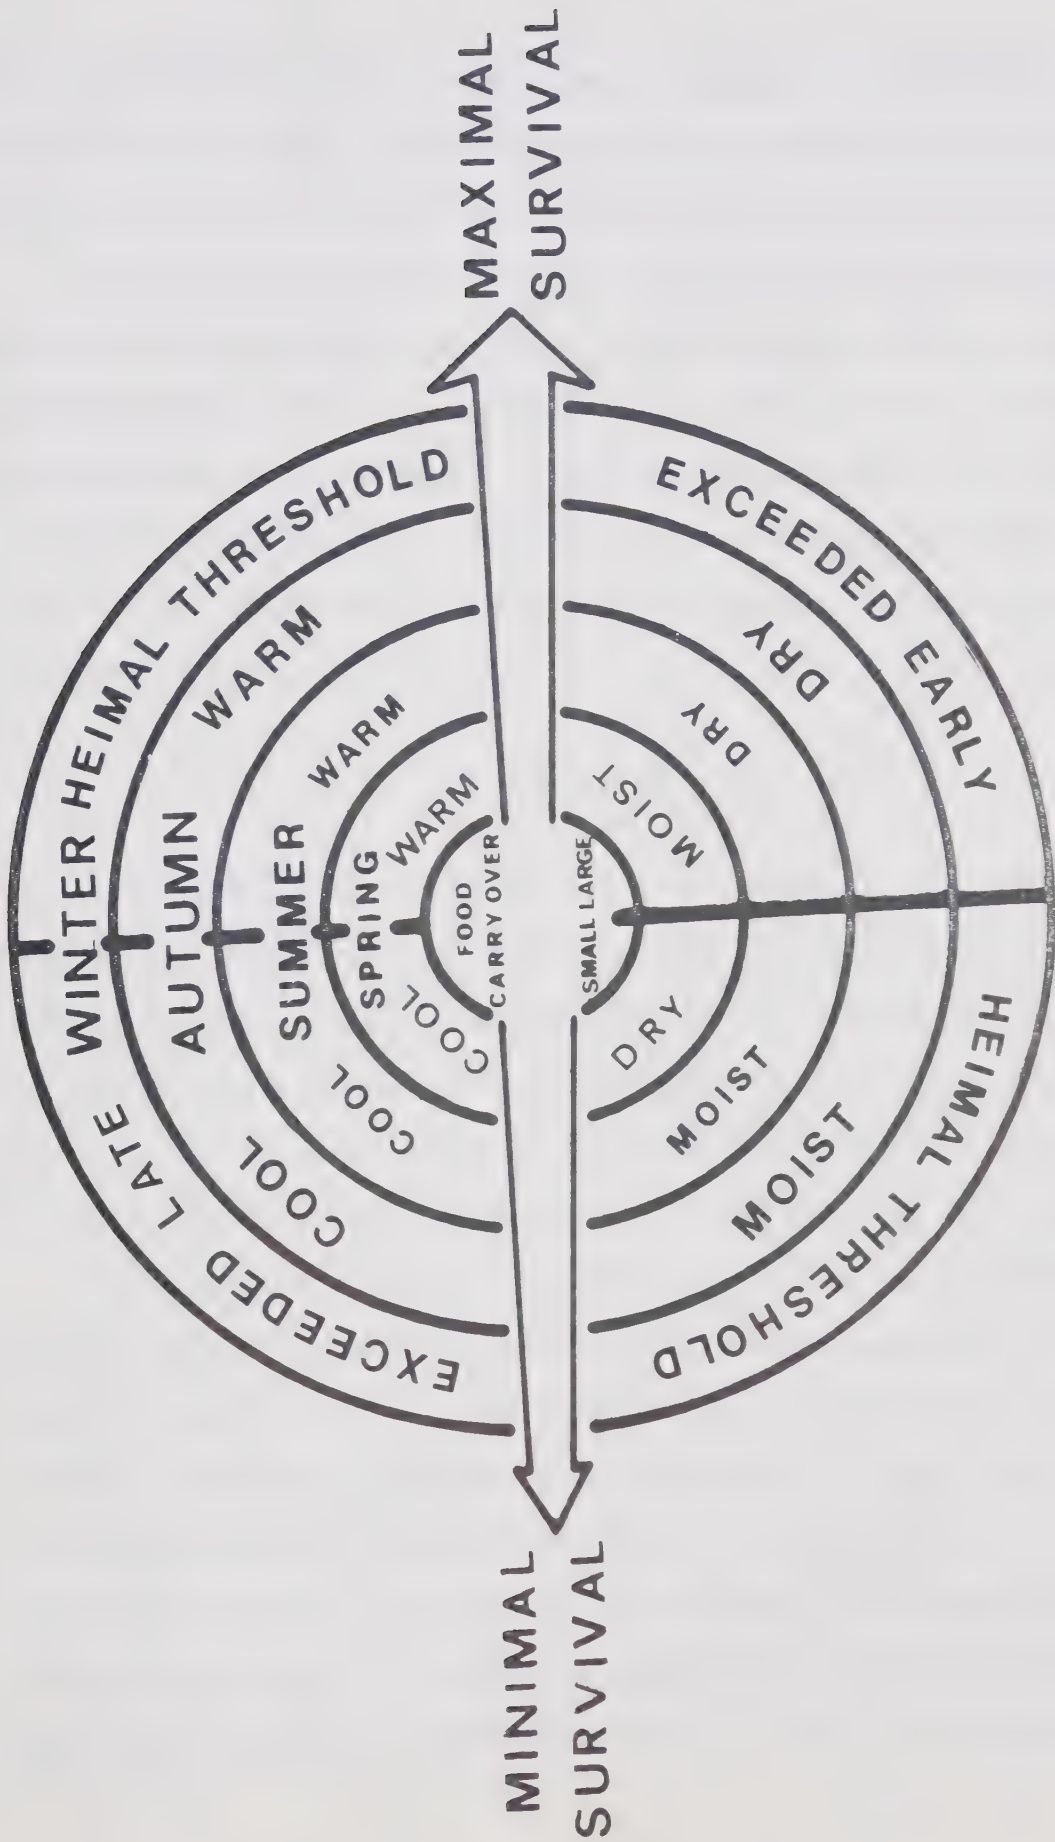 MINIMAL
SURVIVAL
MAXIMAL
SURVIVAL
WINTER
EXCEEDED LATE
HEIMAL THRESHOLD
AUTUMN
COOL
WARM
SUMMER
COOL
WARM
SPRING
COOL
WARM
FOOD
CARRY OVER
SMALL LARGE
DRY
MOIST
MOIST
DRY
MOIST
DRY
HEIMAL THRESHOLD
EXCEEDED EARLY